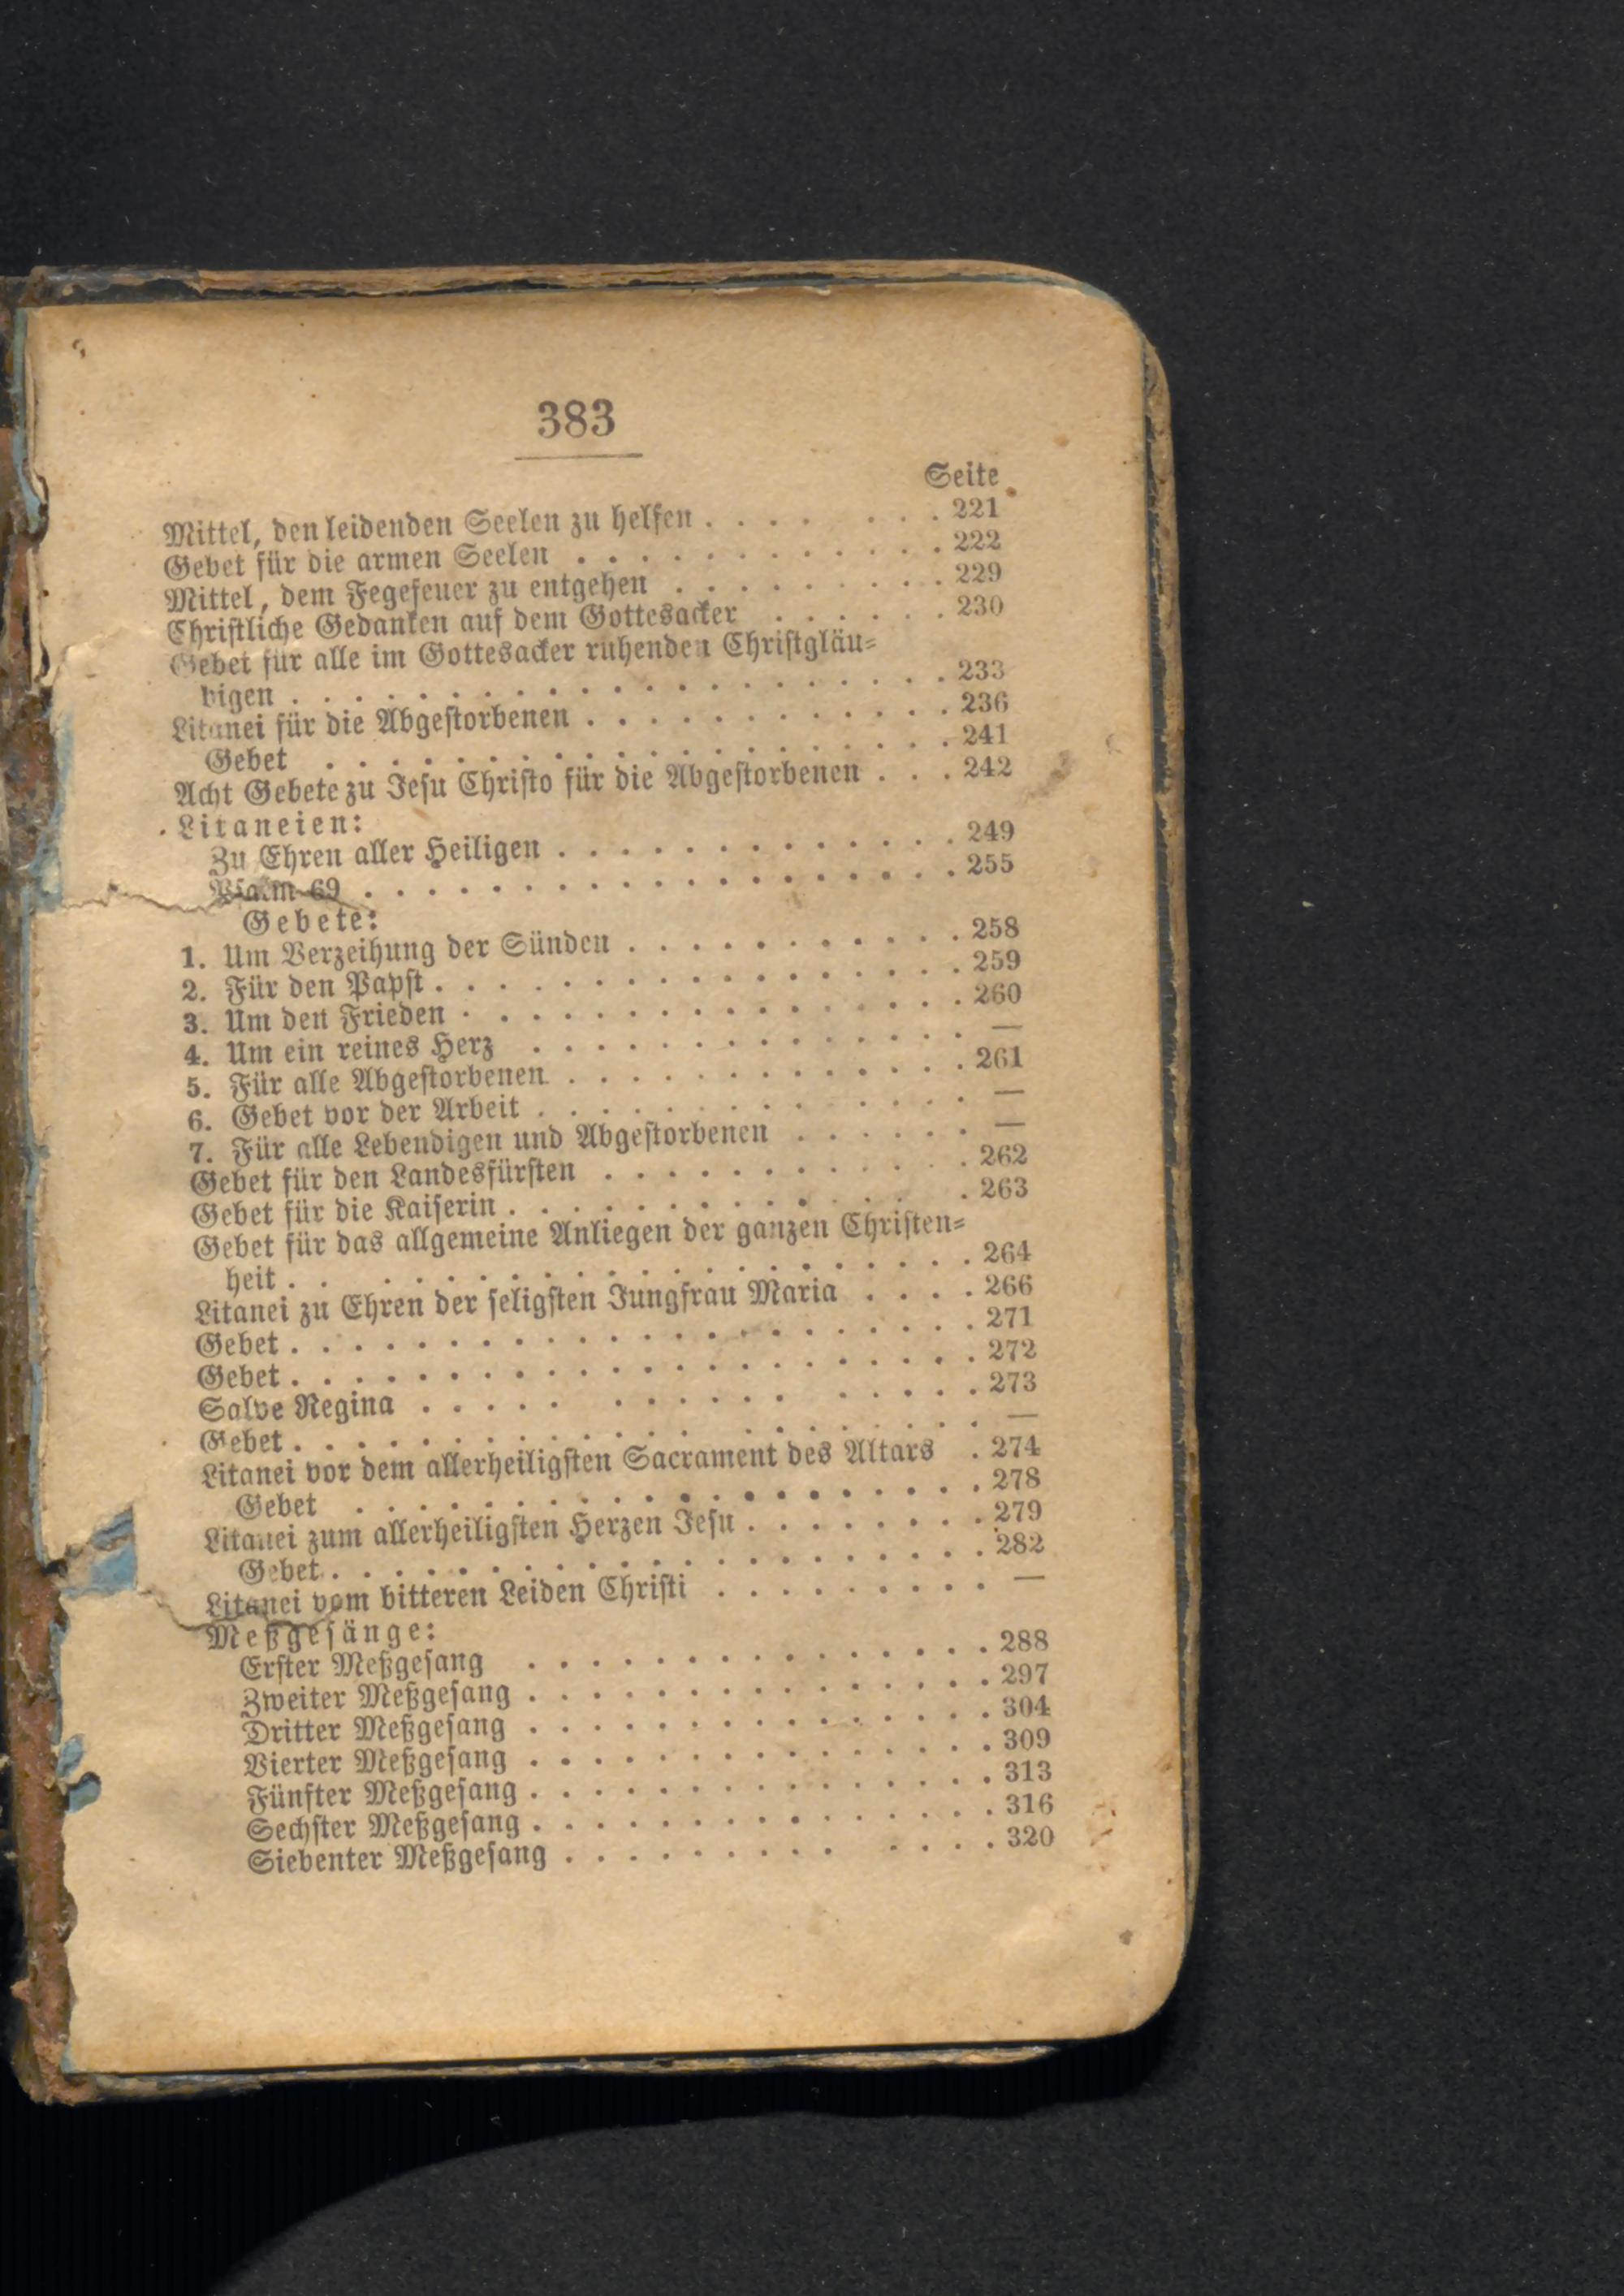 383
Seite
Mittel, den leidenden Seelen zu helfen . . . . . . . 221
Gebet für die armen Seelen . . . . . . . . . . . . 222
Mittel, dem Fegefeuer zu entgehen . . . . . . . . . 229
Christliche Gedanken auf dem Gottesacker . . . . . . 230
Gebet für alle im Gottesacker ruhenden Christgläu-
bigen . . . . . . . . . . . . . . . . . . . . . 233
Litanei für die Abgestorbenen . . . . . . . . . . . . 236
Gebet . . . . . . . . . . . . . . . . . . . . 241
Acht Gebete zu Jesu Christo für die Abgestorbenen . . . 242
Litaneien:
Zu Ehren aller Heiligen . . . . . . . . . . . . . 249
Psalm 69 . . . . . . . . . . . . . . . . . . . 255
Gebete:
1. Um Verzeihung der Sünden . . . . . . . . . . . 258
2. Für den Papst . . . . . . . . . . . . . . . . . 259
3. Um den Frieden . . . . . . . . . . . . . . . . 260
4. Um ein reines Herz . . . . . . . . . . . . . . —
5. Für alle Abgestorbenen . . . . . . . . . . . . . 261
6. Gebet vor der Arbeit . . . . . . . . . . . . . . —
7. Für alle Lebendigen und Abgestorbenen . . . . . . —
Gebet für den Landesfürsten . . . . . . . . . . . . 262
Gebet für die Kaiserin . . . . . . . . . . . . . . 263
Gebet für das allgemeine Anliegen der ganzen Christen-
heit . . . . . . . . . . . . . . . . . . . . . 264
Litanei zu Ehren der seligsten Jungfrau Maria . . . . 266
Gebet . . . . . . . . . . . . . . . . . . . . . . 271
Gebet . . . . . . . . . . . . . . . . . . . . . . 272
Salve Regina . . . . . . . . . . . . . . . . . 273
Gebet . . . . . . . . . . . . . . . . . . . . . . —
Litanei vor dem allerheiligsten Sacrament des Altars . 274
Gebet . . . . . . . . . . . . . . . . . . . . 278
Litanei zum allerheiligsten Herzen Jesu . . . . . . . . 279
Gebet . . . . . . . . . . . . . . . . . . . . . 282
Litanei vom bitteren Leiden Christi . . . . . . . . . —
Meßgesänge:
Erster Meßgesang . . . . . . . . . . . . . . . 288
Zweiter Meßgesang . . . . . . . . . . . . . . . 297
Dritter Meßgesang . . . . . . . . . . . . . . . 304
Vierter Meßgesang . . . . . . . . . . . . . . . 309
Fünfter Meßgesang . . . . . . . . . . . . . . . 313
Sechster Meßgesang . . . . . . . . . . . . . . . 316
Siebenter Meßgesang . . . . . . . . . . . . . 320